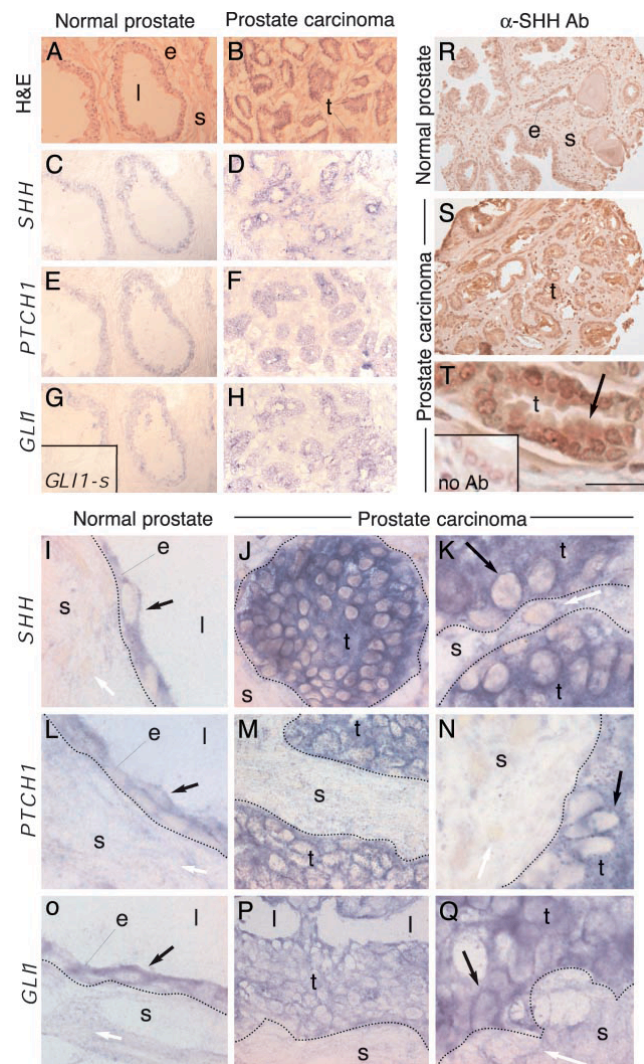 Normal prostate Prostate carcinoma α-SHH Ab
H&E A e l s B t
Normal prostate R e s
SHH C D
Prostate carcinoma S t
PTCH1 E F
GLI1 G GLI1-s H
T t no Ab
Normal prostate Prostate carcinoma
SHH I e s l J t s K t s t
PTCH1 L e l s M t s t N s t
GLI1 O e l s P l l t s Q t s